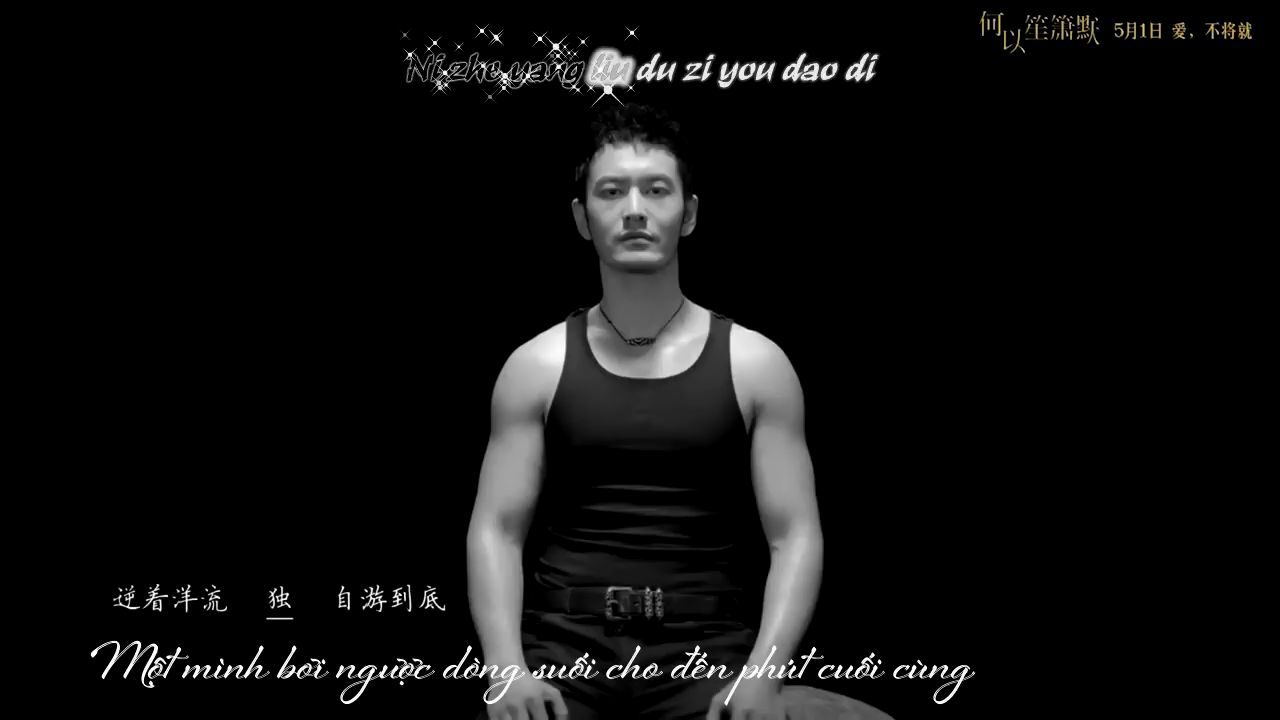 何以笙箫默 5月1日 爱，不将就
Ni zhe yang liu du zi you dao di
逆着洋流 独 自游到底
Một mình bơi ngược dòng suối cho đến phút cuối cùng